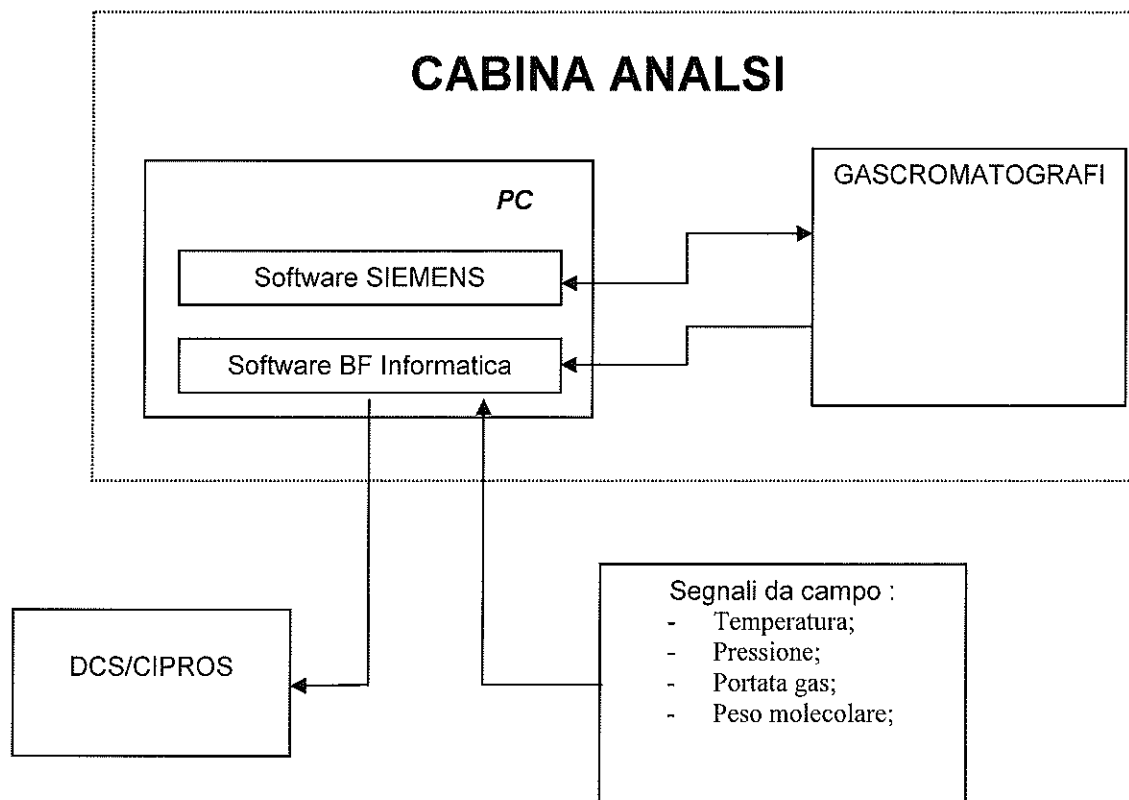 CABINA ANALSI
PC
GASCROMATOGRAFI
Software SIEMENS
Software BF Informatica
DCS/CIPROS
Segnali da campo :
- Temperatura;
- Pressione;
- Portata gas;
- Peso molecolare;